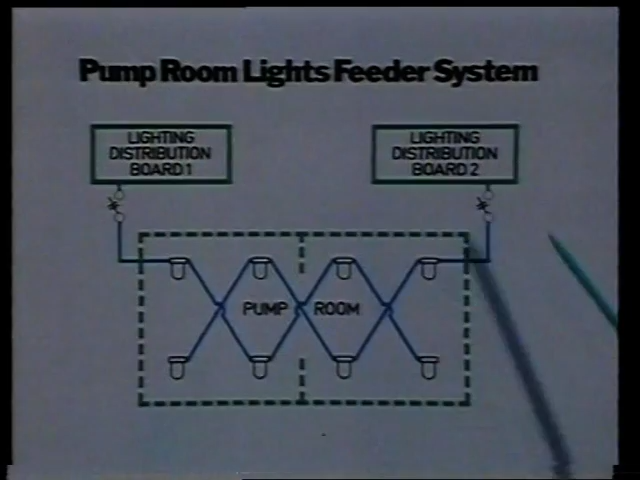 Pump Room Lights Feeder System
LIGHTING
DISTRIBUTION
BOARD 1
LIGHTING
DISTRIBUTION
BOARD 2
PUMP ROOM